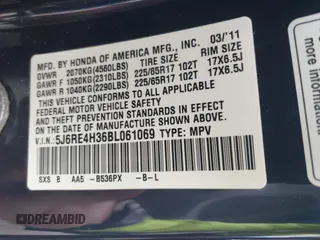 MFD. BY HONDA OF AMERICA MFG., INC. 03/'11
GVWR 2070KG(4560LBS) TIRE SIZE RIM SIZE
GAWR F 1050KG(2310LBS) 225/65R17 102T 17X6.5J
GAWR R 1040KG(2290LBS) 225/65R17 102T 17X6.5J
THIS VEHICLE CONFORMS TO ALL APPLICABLE
FEDERAL MOTOR VEHICLE SAFETY AND THEFT
PREVENTION STANDARDS IN EFFECT ON THE
DATE OF MANUFACTURE SHOWN ABOVE.
V.I.N. 5J6RE4H36BL061069 TYPE: MPV
SXS B AA5 -B536PX -B-L
DREAMBID